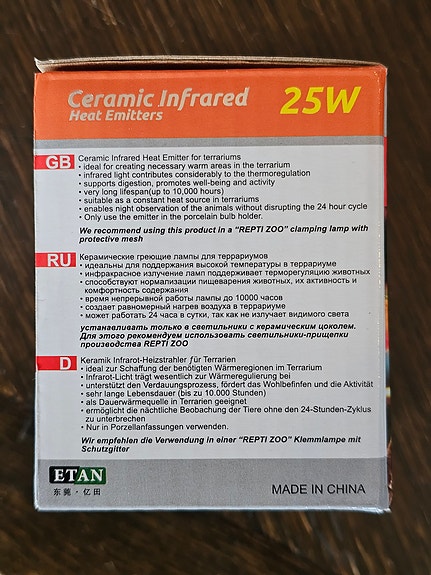 Ceramic Infrared
Heat Emitters
25W
GB
Ceramic Infrared Heat Emitter for terrariums
• ideal for creating necessary warm areas in the terrarium
• infrared light contributes considerably to the thermoregulation
• supports digestion, promotes well-being and activity
• very long lifespan(up to 10,000 hours)
• suitable as a constant heat source in terrariums
• enables night observation of the animals without disrupting the 24 hour cycle
• Only use the emitter in the porcelain bulb holder.
We recommend using this product in a “REPTI ZOO” clamping lamp with
protective mesh
RU
Керамические греющие лампы для террариумов
• идеальны для поддержания высокой температуры в террариуме
• инфракрасное излучение ламп поддерживает терморегуляцию животных
• способствуют нормализации пищеварения животных, их активность и
комфортность содержания
• время непрерывной работы лампы до 10000 часов
• создает равномерный нагрев воздуха в террариуме
• может работать 24 часа в сутки, так как не излучает видимого света
устанавливать только в светильники с керамическим цоколем.
Для этого рекомендуем использовать светильники-прищепки
производства REPTI ZOO
D
Keramik Infrarot-Heizstrahler für Terrarien
• ideal zur Schaffung der benötigten Wärmeregionen im Terrarium
• Infrarot-Licht trägt wesentlich zur Wärmeregulierung bei
• unterstützt den Verdauungsprozess, fördert das Wohlbefinden und die Aktivität
• sehr lange Lebensdauer (bis zu 10.000 Stunden)
• als Dauerwärmequelle in Terrarien geeignet
• ermöglicht die nächtliche Beobachung der Tiere ohne den 24-Stunden-Zyklus
zu unterbrechen
• Nur in Porzellanfassungen verwenden.
Wir empfehlen die Verwendung in einer “REPTI ZOO” Klemmlampe mit
Schutzgitter
ETAN
东莞·亿田
MADE IN CHINA